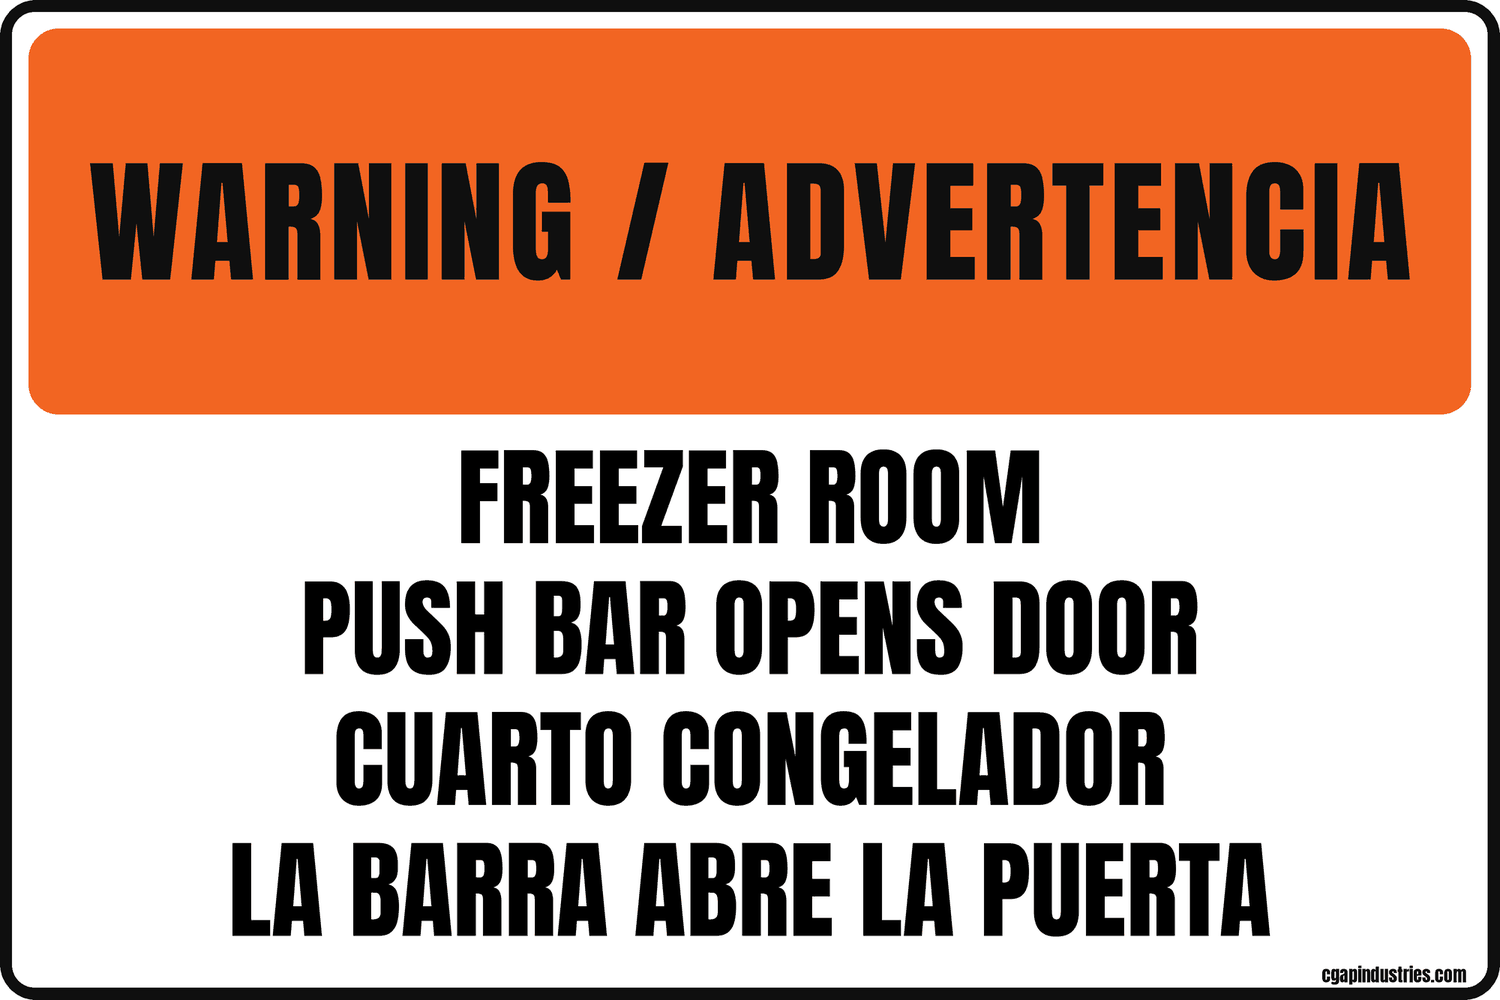 WARNING / ADVERTENCIA
FREEZER ROOM
PUSH BAR OPENS DOOR
CUARTO CONGELADOR
LA BARRA ABRE LA PUERTA
cgapindustries.com